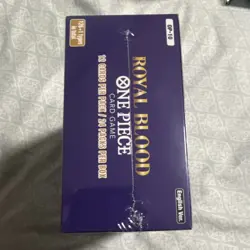 OP-10
ROYAL BLOOD
ONE PIECE
CARD GAME
12 CARDS PER PACK / 24 PACKS PER BOX
English Ver.